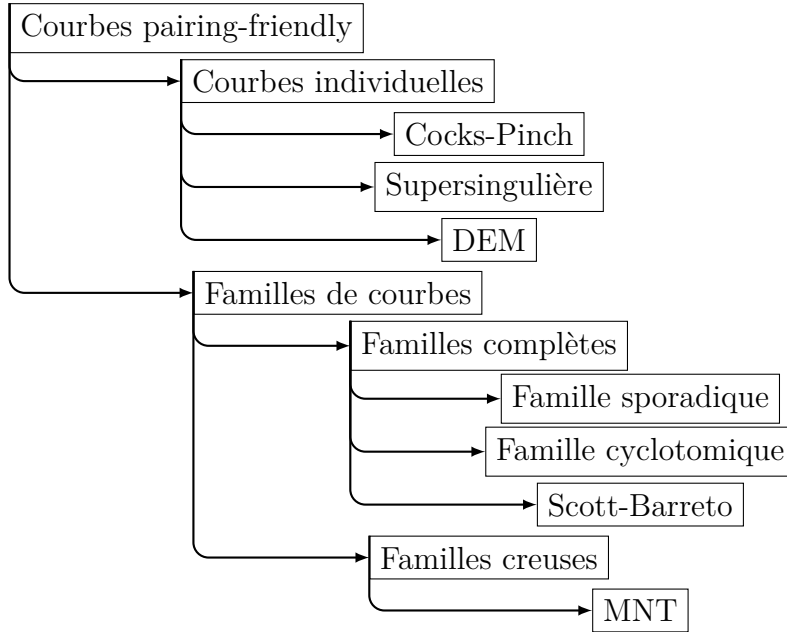 Courbes pairing-friendly
Courbes individuelles
Cocks-Pinch
Supersingulière
DEM
Familles de courbes
Familles complètes
Famille sporadique
Famille cyclotomique
Scott-Barreto
Familles creuses
MNT